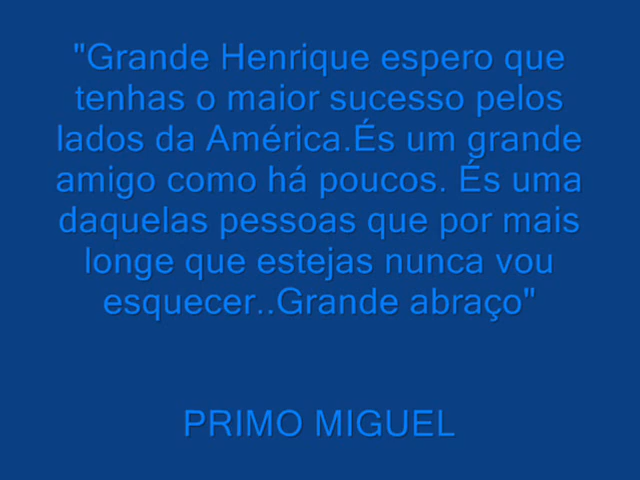 "Grande Henrique espero que
tenhas o maior sucesso pelos
lados da América.És um grande
amigo como há poucos. És uma
daquelas pessoas que por mais
longe que estejas nunca vou
esquecer..Grande abraço"
PRIMO MIGUEL